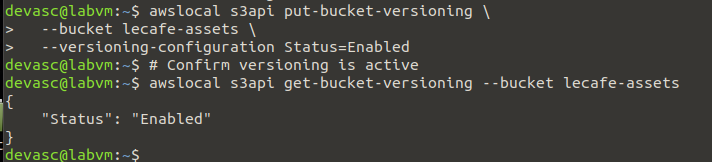 devasc@labvm:~$ awslocal s3api put-bucket-versioning \
>   --bucket lecafe-assets \
>   --versioning-configuration Status=Enabled
devasc@labvm:~$ # Confirm versioning is active
devasc@labvm:~$ awslocal s3api get-bucket-versioning --bucket lecafe-assets
{
    "Status": "Enabled"
}
devasc@labvm:~$